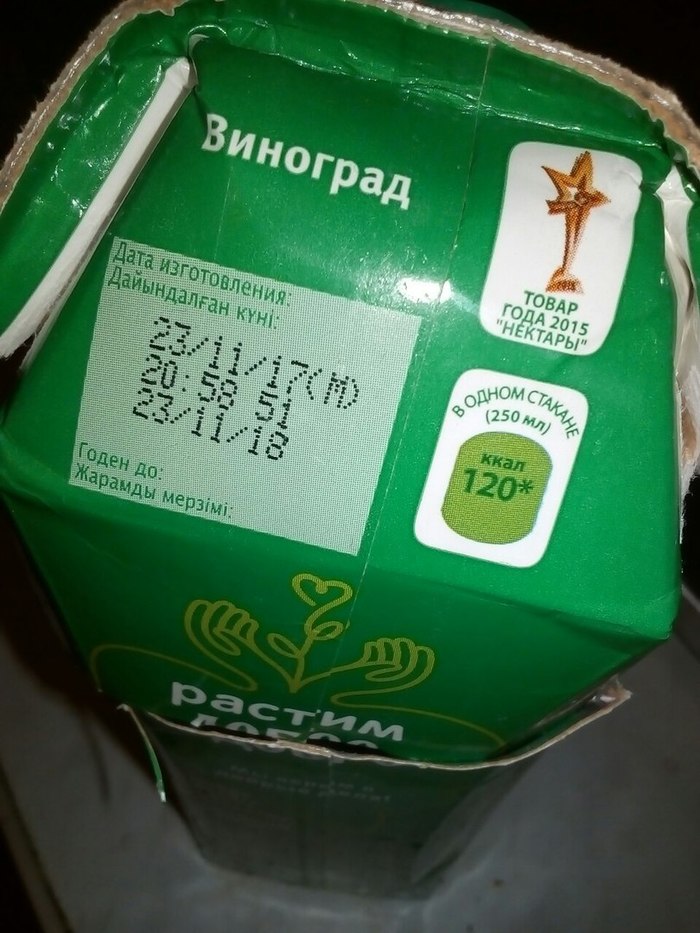 Виноград
Дата изготовления:
Дайындалған күні:
23/11/17(М)
20:58 51
23/11/18
Годен до:
Жарамды мерзімі:
ТОВАР
ГОДА 2015
"НЕКТАРЫ"
В ОДНОМ СТАКАНЕ
(250 мл)
ккал
120*
растим